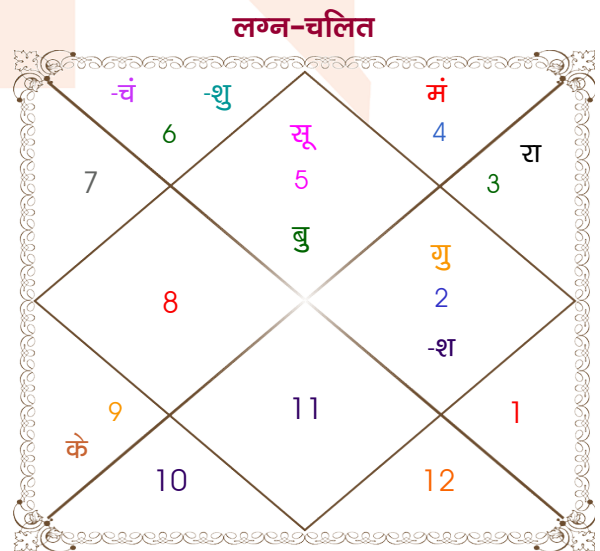 लग्न-चलित
-चं -शु मं
6 सू 4
रा
7 5 3
बु
गु
8 2
-श
9 11 1
के
10 12